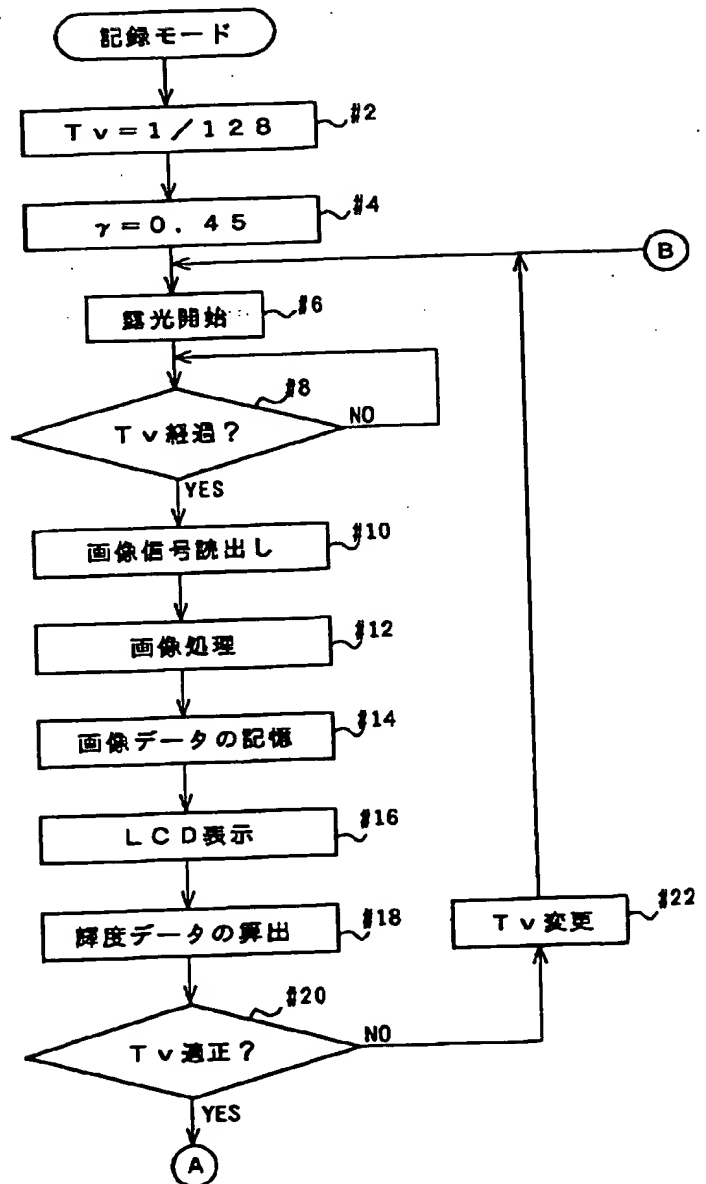 記録モード
Tv=1/128
#2
γ=0.45
#4
B
露光開始
#6
#8
Tv経過?
NO
YES
画像信号読出し
#10
画像処理
#12
画像データの記憶
#14
LCD表示
#16
輝度データの算出
#18
Tv変更
#22
#20
Tv適正?
NO
YES
A